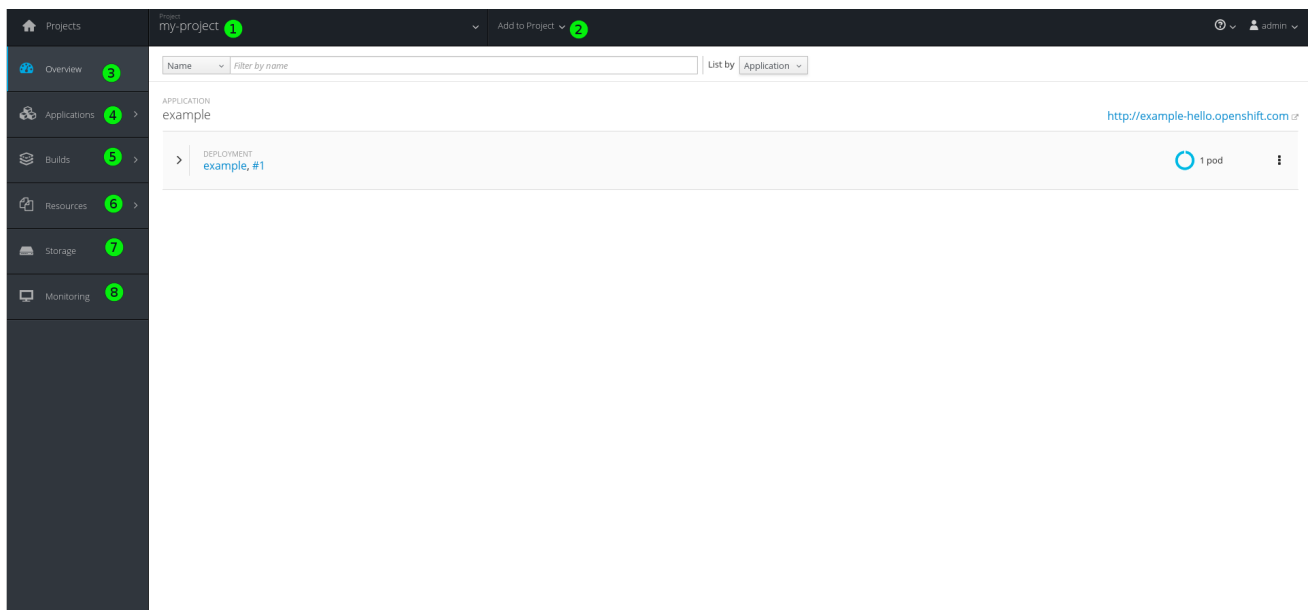 Projects
Project
my-project 1
Add to Project 2
admin
Overview 3
Name Filter by name List by Application
Applications 4
APPLICATION
example
http://example-hello.openshift.com
Builds 5
DEPLOYMENT
example, #1
1 pod
Resources 6
Storage 7
Monitoring 8